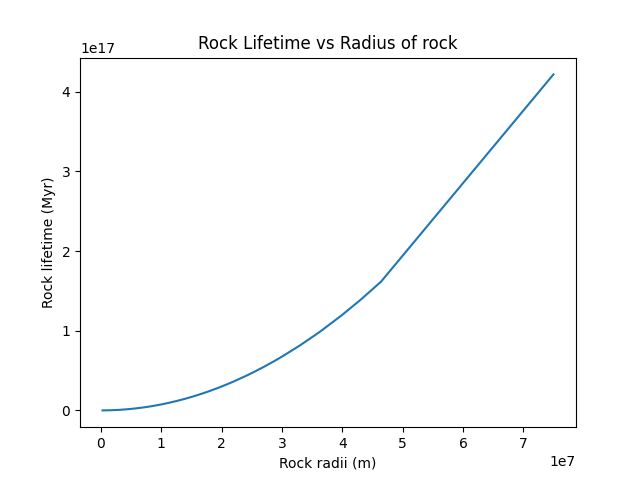 Rock Lifetime vs Radius of rock
1e17
4
3
2
1
0
Rock lifetime (Myr)
0 1 2 3 4 5 6 7
1e7
Rock radii (m)